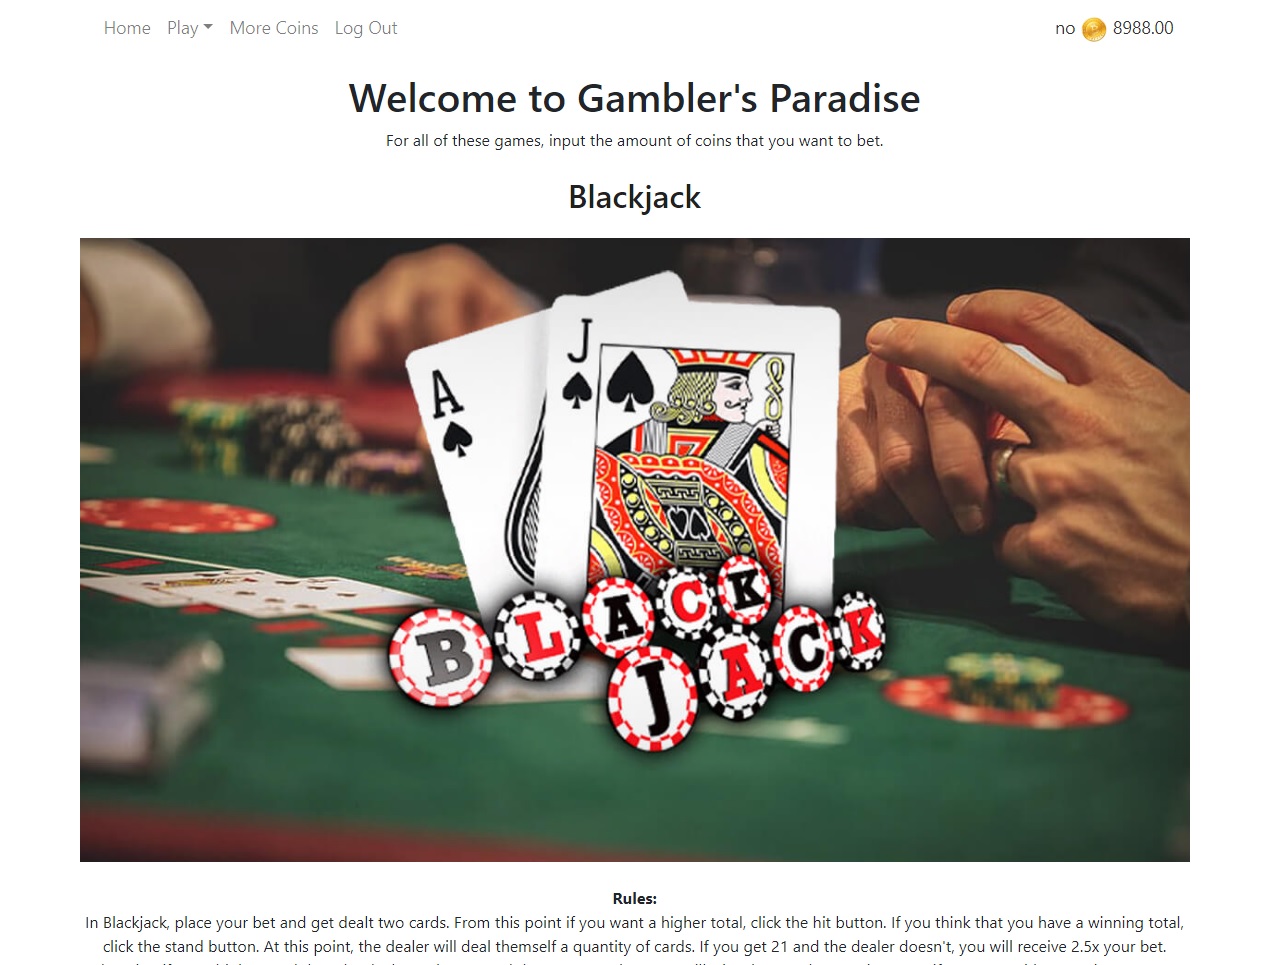 Home Play More Coins Log Out no 8988.00
Welcome to Gambler's Paradise
For all of these games, input the amount of coins that you want to bet.
Blackjack
J
A
BLACK
JACK
Rules:
In Blackjack, place your bet and get dealt two cards. From this point if you want a higher total, click the hit button. If you think that you have a winning total,
click the stand button. At this point, the dealer will deal themself a quantity of cards. If you get 21 and the dealer doesn't, you will receive 2.5x your bet.